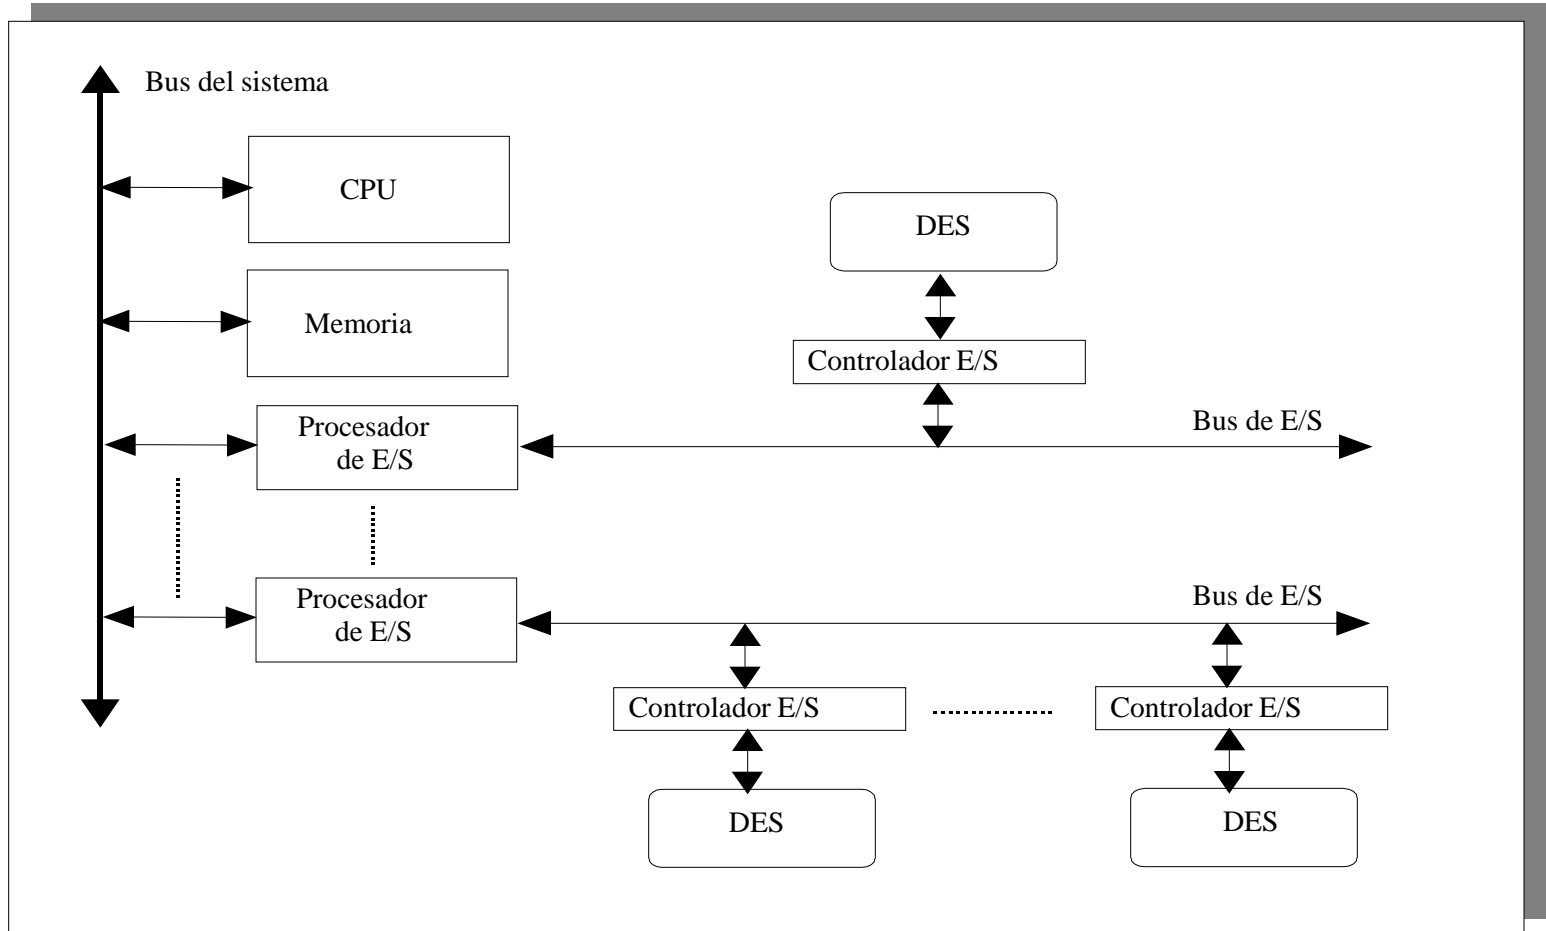 Bus del sistema
CPU
DES
Memoria
Controlador E/S
Procesador
de E/S
Bus de E/S
Procesador
de E/S
Bus de E/S
Controlador E/S
Controlador E/S
DES
DES